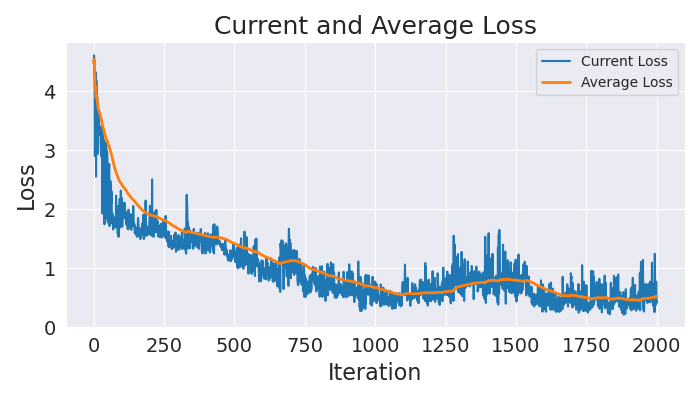 Current and Average Loss
Current Loss
Average Loss
Loss
4
3
2
1
0
0 250 500 750 1000 1250 1500 1750 2000
Iteration